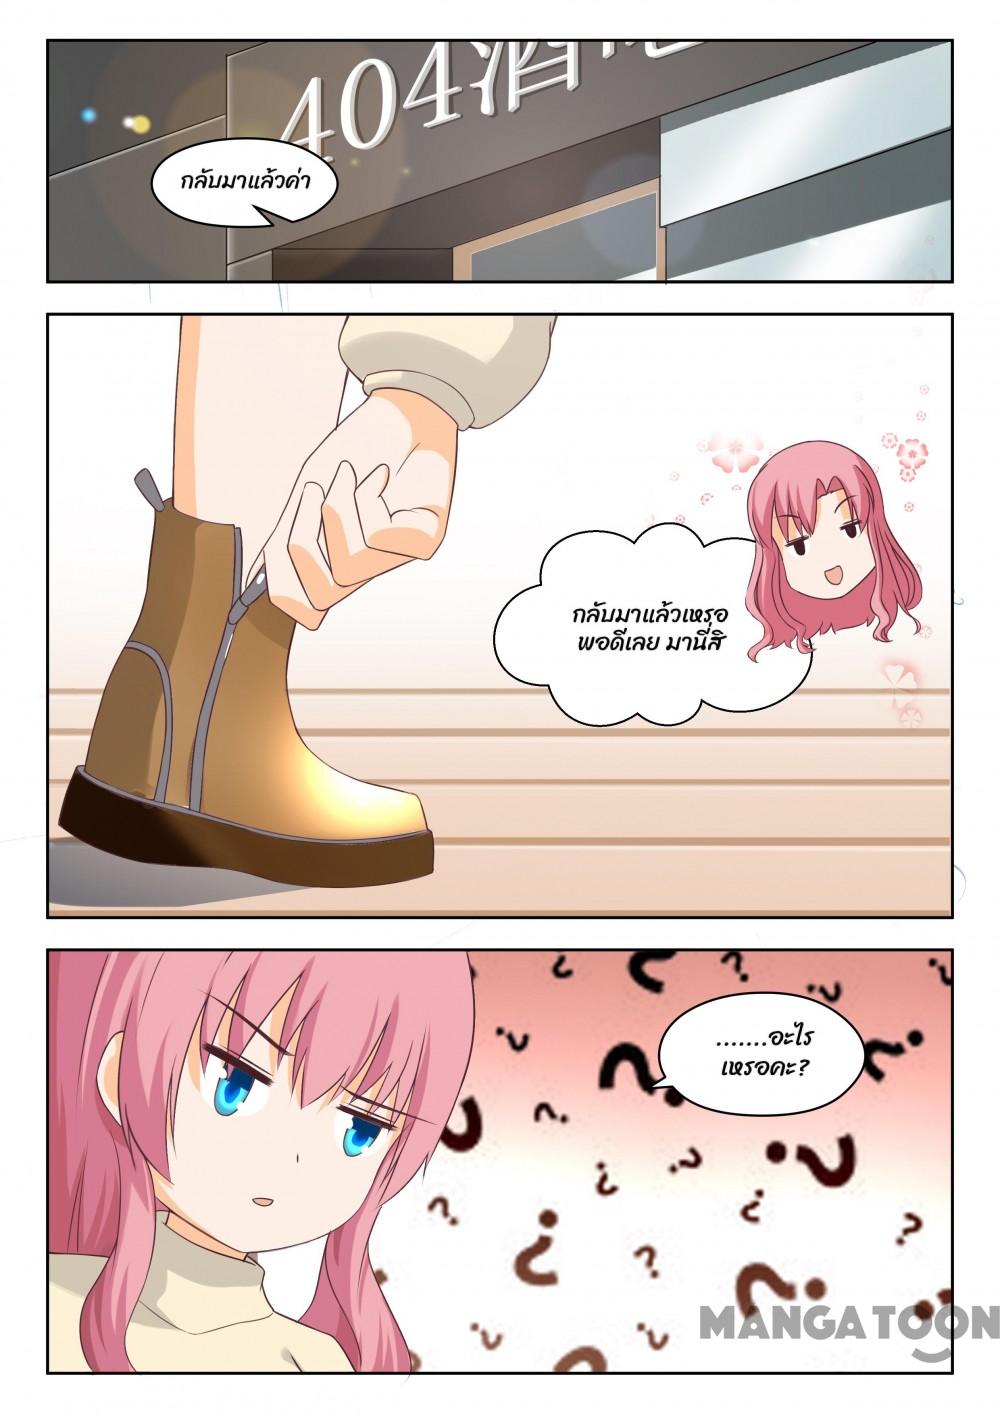 404酒吧
กลับมาแล้วค่า
กลับมาแล้วเหรอ
พอดีเลย มานี่สิ
.......อะไร
เหรอคะ?
MANGATOON